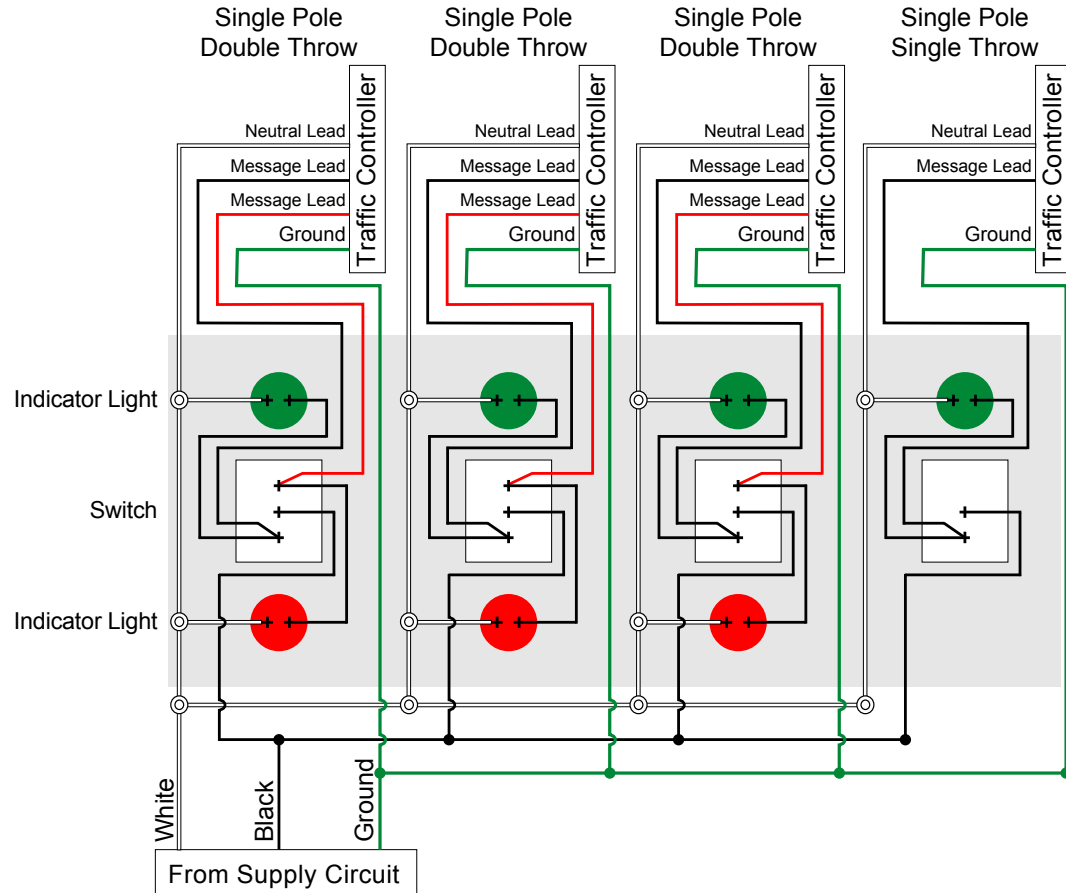 Single Pole
Double Throw
Single Pole
Double Throw
Single Pole
Double Throw
Single Pole
Single Throw
Neutral Lead
Message Lead
Message Lead
Ground
Traffic Controller
Neutral Lead
Message Lead
Message Lead
Ground
Traffic Controller
Neutral Lead
Message Lead
Message Lead
Ground
Traffic Controller
Neutral Lead
Message Lead
Ground
Traffic Controller
Indicator Light
Switch
Indicator Light
White
Black
Ground
From Supply Circuit